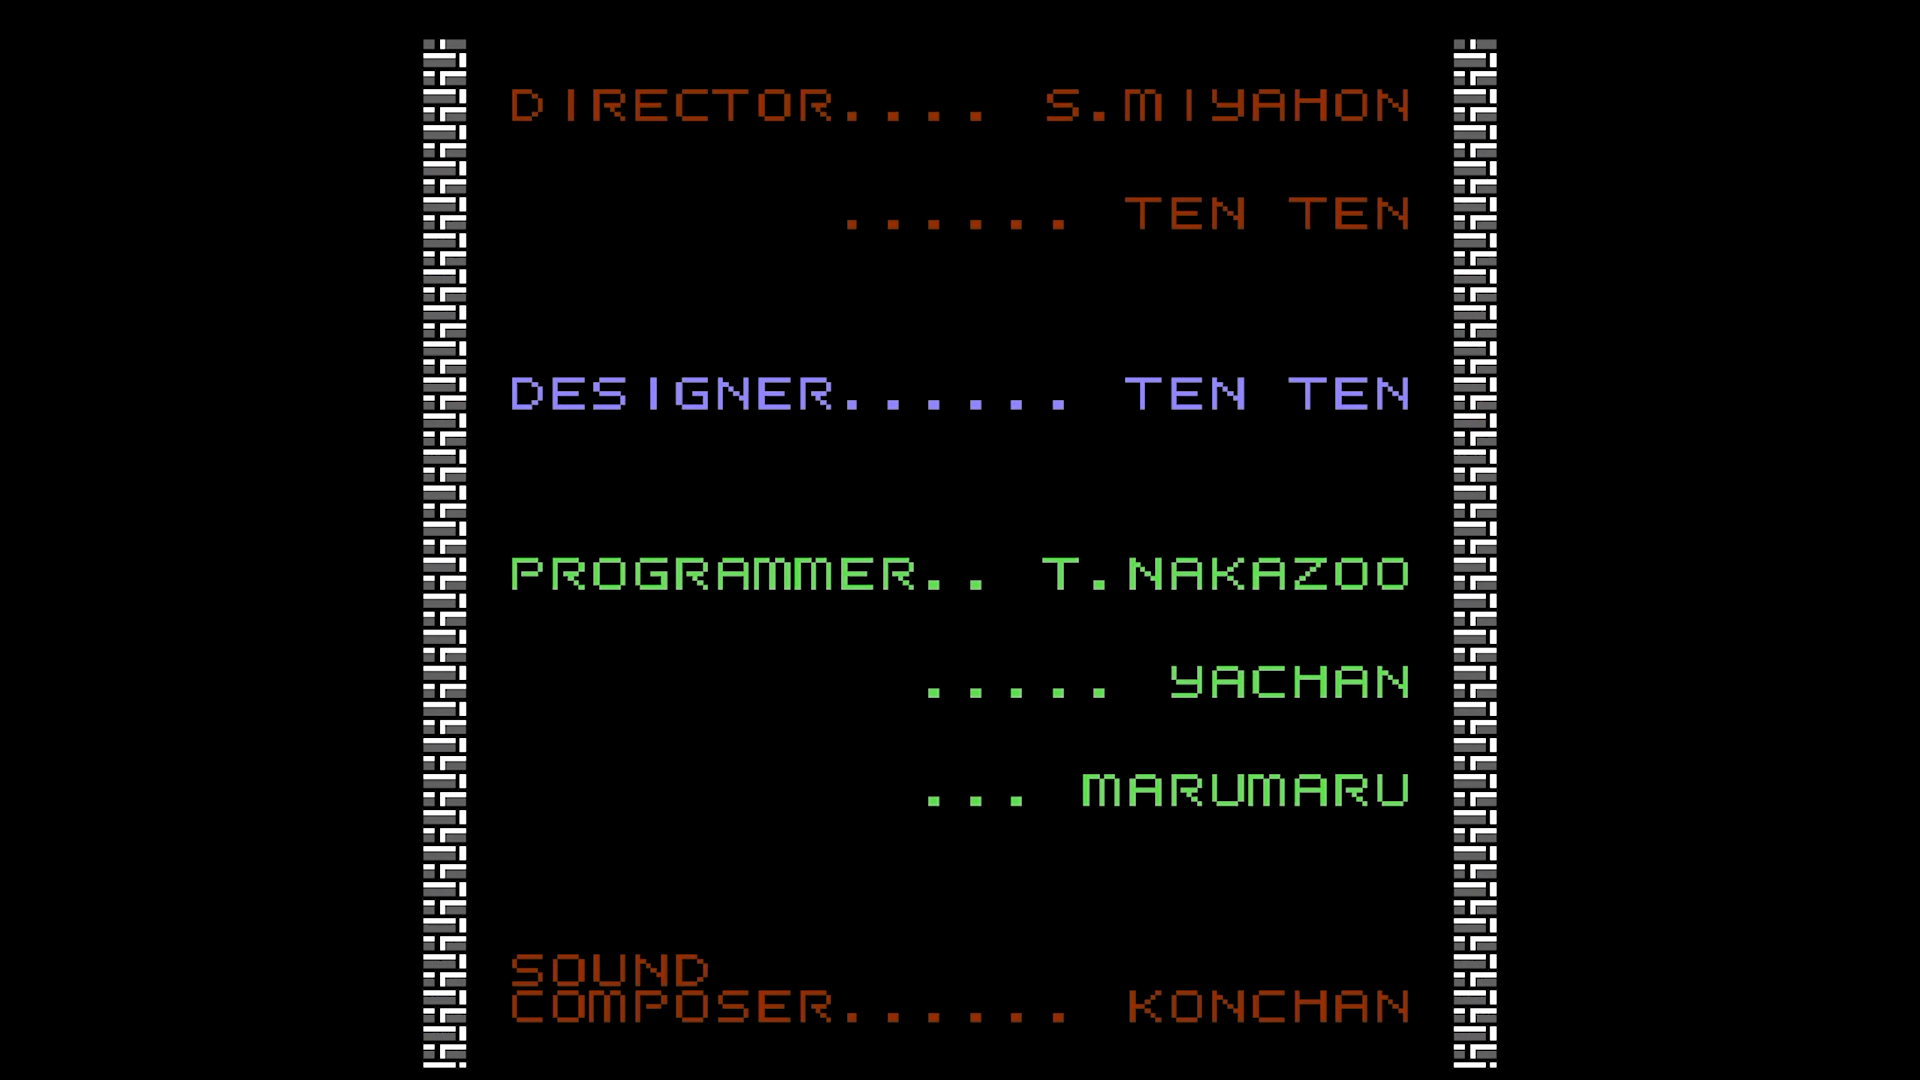 DIRECTOR.... S.MIYAHON
...... TEN TEN
DESIGNER...... TEN TEN
PROGRAMMER.. T.NAKAZOO
..... YACHAN
... MARUMARU
SOUND
COMPOSER...... KONCHAN